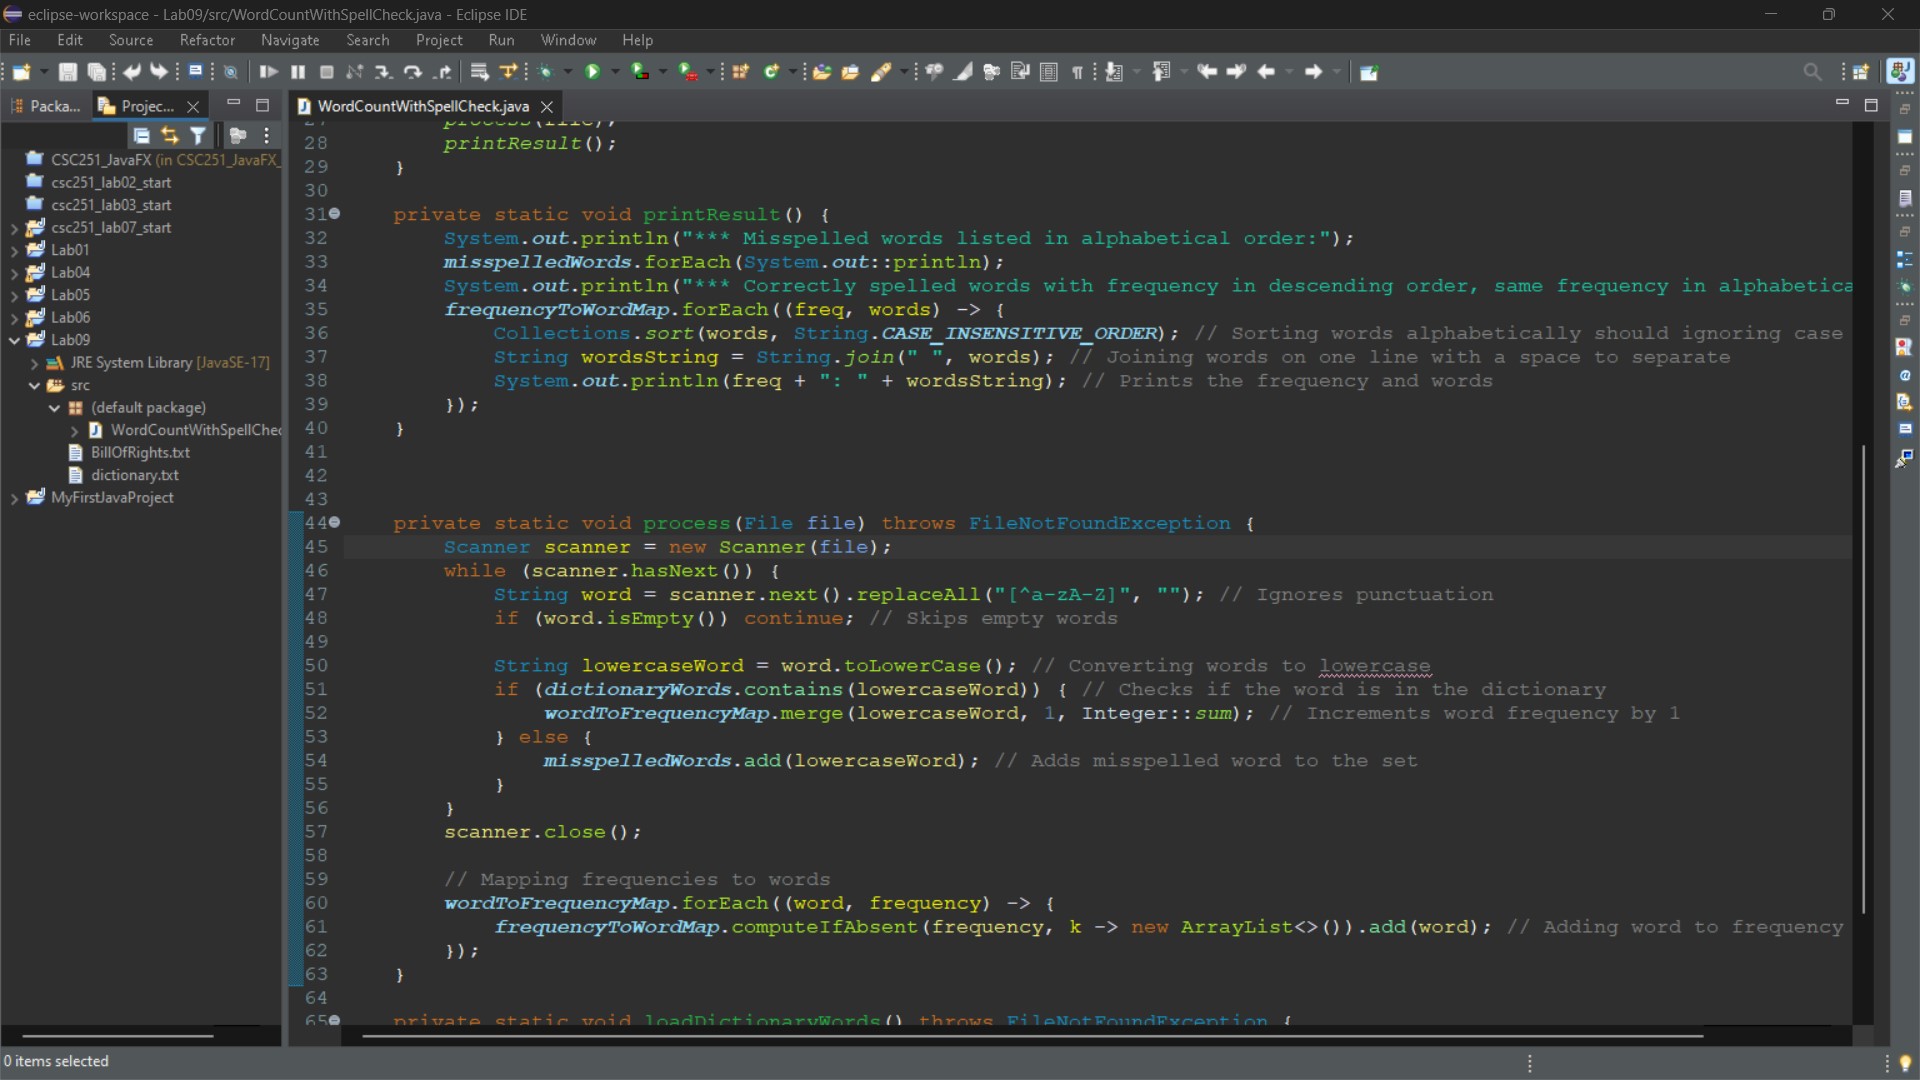 eclipse-workspace - Lab09/src/WordCountWithSpellCheck.java - Eclipse IDE
File Edit Source Refactor Navigate Search Project Run Window Help
Packa... Projec... WordCountWithSpellCheck.java
CSC251_JavaFX (in CSC251_JavaFX_
csc251_lab02_start
csc251_lab03_start
csc251_lab07_start
Lab01
Lab04
Lab05
Lab06
Lab09
JRE System Library [JavaSE-17]
src
(default package)
WordCountWithSpellChec
BillOfRights.txt
dictionary.txt
MyFirstJavaProject
27 process(file);
28 printResult();
29 }
30
31 private static void printResult() {
32 System.out.println("*** Misspelled words listed in alphabetical order:");
33 misspelledWords.forEach(System.out::println);
34 System.out.println("*** Correctly spelled words with frequency in descending order, same frequency in alphabetica
35 frequencyToWordMap.forEach((freq, words) -> {
36 Collections.sort(words, String.CASE_INSENSITIVE_ORDER); // Sorting words alphabetically should ignoring case
37 String wordsString = String.join(" ", words); // Joining words on one line with a space to separate
38 System.out.println(freq + ": " + wordsString); // Prints the frequency and words
39 });
40 }
41
42
43
44 private static void process(File file) throws FileNotFoundException {
45 Scanner scanner = new Scanner(file);
46 while (scanner.hasNext()) {
47 String word = scanner.next().replaceAll("[^a-zA-Z]", ""); // Ignores punctuation
48 if (word.isEmpty()) continue; // Skips empty words
49
50 String lowercaseWord = word.toLowerCase(); // Converting words to lowercase
51 if (dictionaryWords.contains(lowercaseWord)) { // Checks if the word is in the dictionary
52 wordToFrequencyMap.merge(lowercaseWord, 1, Integer::sum); // Increments word frequency by 1
53 } else {
54 misspelledWords.add(lowercaseWord); // Adds misspelled word to the set
55 }
56 }
57 scanner.close();
58
59 // Mapping frequencies to words
60 wordToFrequencyMap.forEach((word, frequency) -> {
61 frequencyToWordMap.computeIfAbsent(frequency, k -> new ArrayList<>()).add(word); // Adding word to frequency
62 });
63 }
64
65 private static void loadDictionaryWords() throws FileNotFoundException {
0 items selected